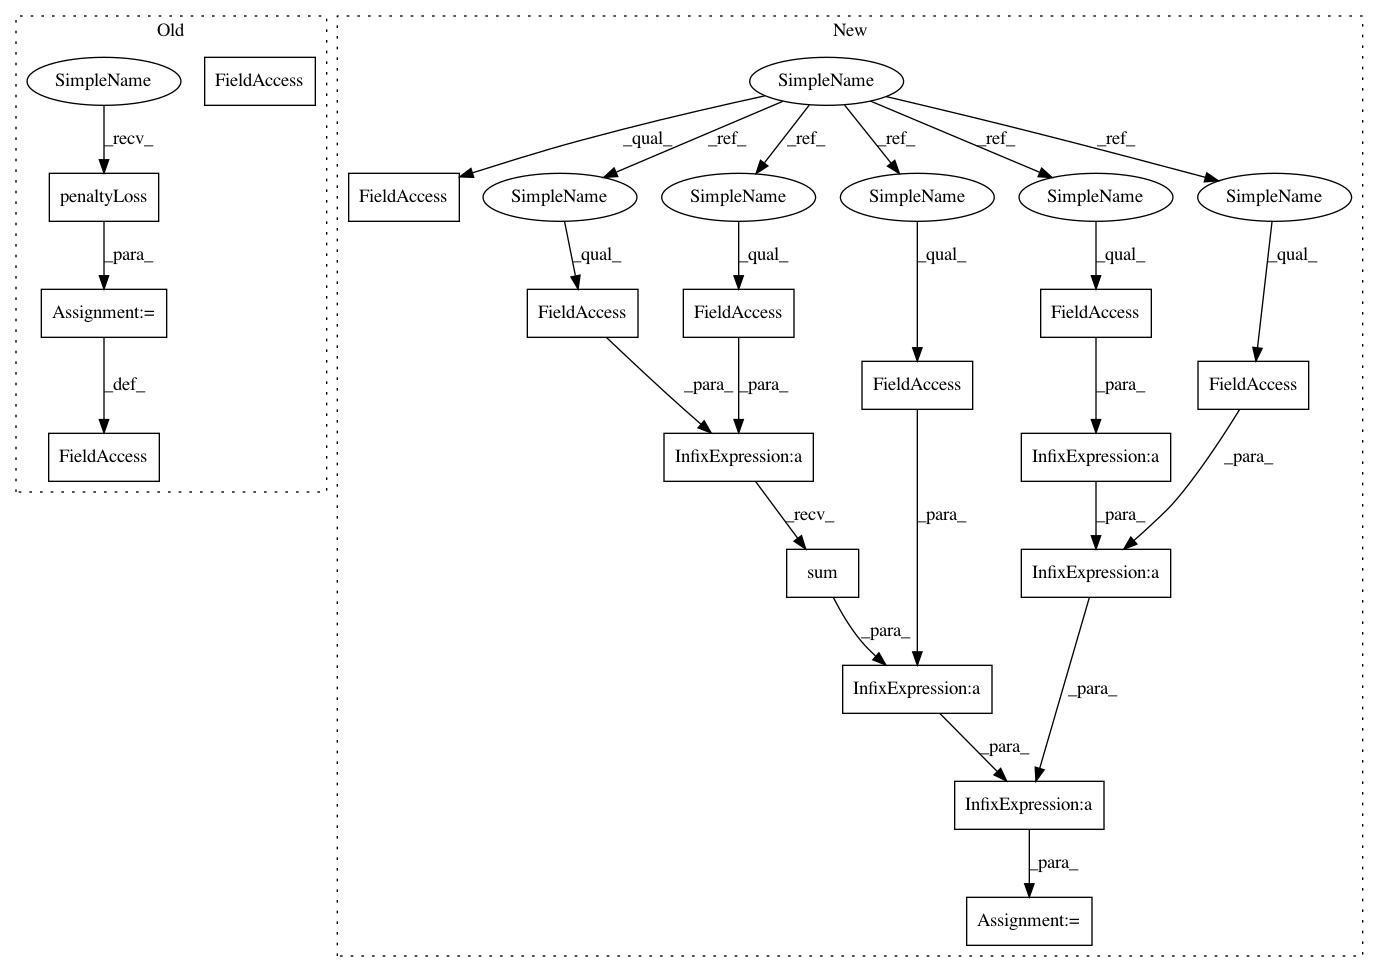 Old
New
SimpleName
FieldAccess
SimpleName
_recv_
_qual_
_ref_
_ref_
_ref_
_ref_
_ref_
penaltyLoss
FieldAccess
SimpleName
SimpleName
SimpleName
SimpleName
SimpleName
_para_
_qual_
_qual_
_qual_
_qual_
_qual_
Assignment:=
FieldAccess
FieldAccess
FieldAccess
_def_
_para_
_para_
FieldAccess
_para_
FieldAccess
FieldAccess
InfixExpression:a
InfixExpression:a
_para_
_recv_
_para_
_para_
sum
InfixExpression:a
_para_
InfixExpression:a
_para_
_para_
InfixExpression:a
_para_
Assignment:=